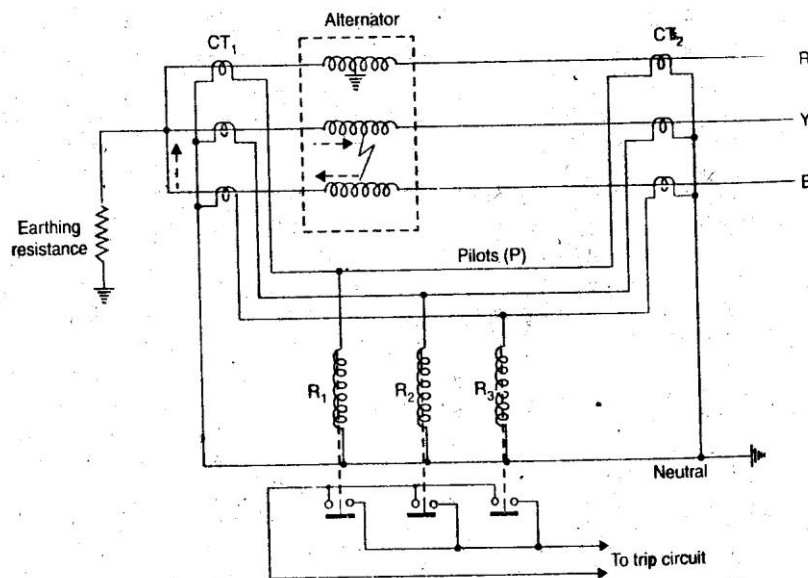 Alternator
CT1
CT2
R
Y
B
Earthing
resistance
Pilots (P)
R1
R2
R3
Neutral
To trip circuit